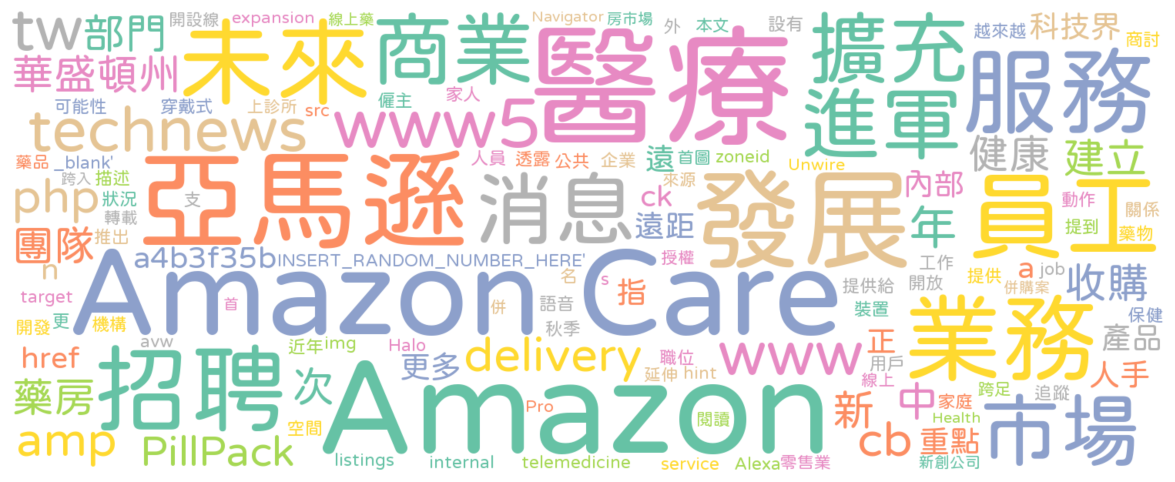 開設線 expansion 線上藥 Navigator 房市場 外 本文 設有 越來越 科技界 商討
tw 部門 未來 商業 醫療 擴充 服務
華盛頓州 可能性 穿戴式 上診所 src 僱主 家人 www5 進軍
technews 健康 建立
藥品 _blank' 亞馬遜 消息 人員 透露 公共 企業 遠 首圖 zoneid Unwire 發展 員工
跨入 描述 來源 內部 動作 關係
php 狀況 轉載 支 ck 遠距 年 提到 藥物
團隊 推出 a4b3f35b INSERT_RANDOM_NUMBER_HERE' 授權 工作 提供 a job 收購
n Amazon Care 名 s 指 提供給 開放 併購案
target 首 併 語音 裝置 業務 保健
開發 更 機構 秋季 產品
href avw 近年 img Halo 更多 delivery 職位 www 正 用戶 人手
藥房 招聘 次 Amazon 延伸 hint 線上 跨足 追蹤
amp PillPack 空間 Pro 閱讀 新 中 家庭 市場
cb Health 重點
listings internal telemedicine service Alexa 零售業 新創公司